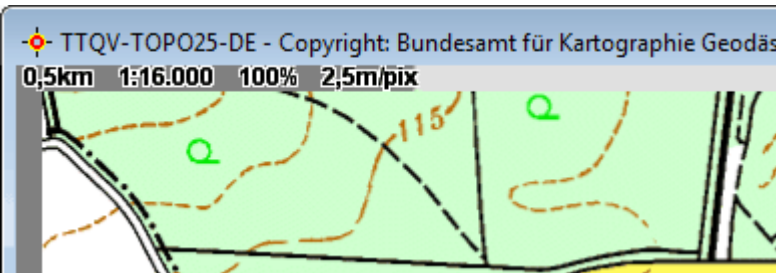 TTQV-TOPO25-DE - Copyright: Bundesamt für Kartographie Geodäs
0,5km 1:16.000 100% 2,5m/pix
115